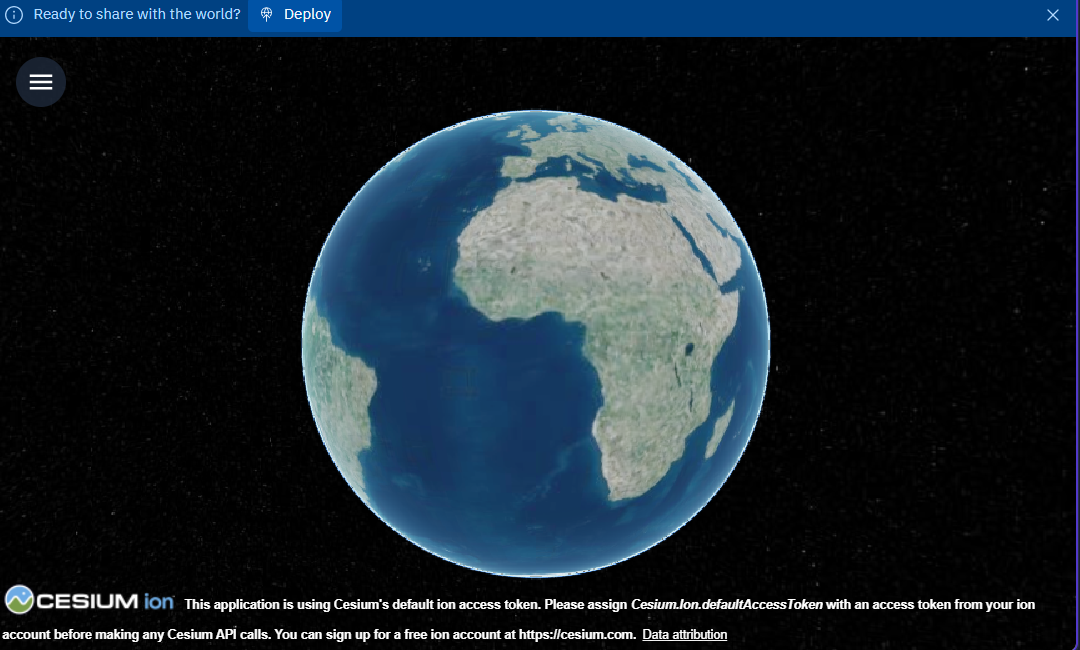 Ready to share with the world? Deploy
CESIUM ion This application is using Cesium's default ion access token. Please assign Cesium.Ion.defaultAccessToken with an access token from your ion
account before making any Cesium API calls. You can sign up for a free ion account at https://cesium.com. Data attribution